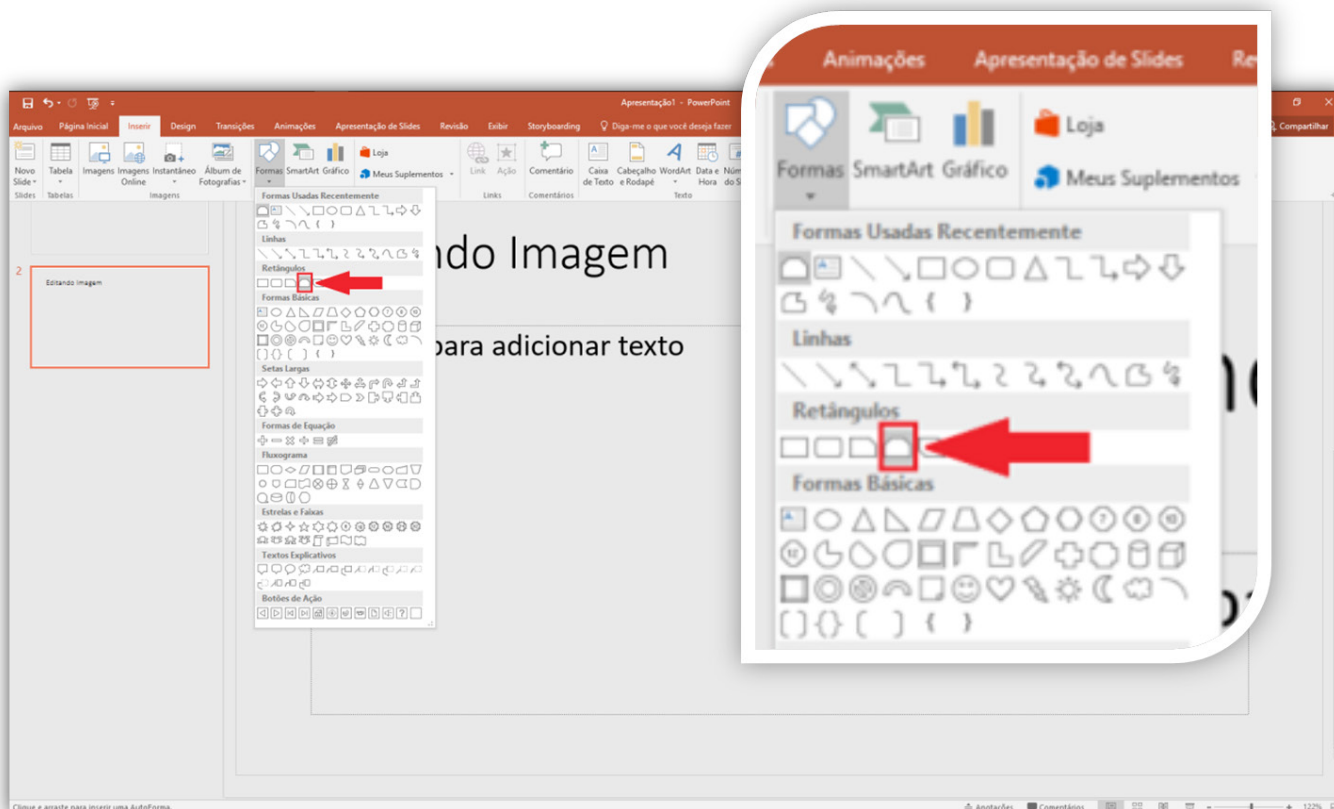 Apresentação1 - PowerPoint
Arquivo Página Inicial Inserir Design Transições Animações Apresentação de Slides Revisão Exibir Storyboarding Diga-me o que você deseja fazer Compartilhar
Novo Slide Tabela Imagens Imagens Online Instantâneo Álbum de Fotografias Formas SmartArt Gráfico Loja Meus Suplementos Link Ação Comentário Caixa de Texto Cabeçalho e Rodapé WordArt Data e Hora
Slides Tabelas Imagens Links Comentários Texto
Formas Usadas Recentemente
Linhas
Retângulos
Formas Básicas
Setas Largas
Formas de Equação
Fluxograma
Estrelas e Faixas
Textos Explicativos
Botões de Ação
2
Editando Imagem
ndo Imagem
para adicionar texto
Animações Apresentação de Slides Re
Formas SmartArt Gráfico Loja
Meus Suplementos
Formas Usadas Recentemente
Linhas
Retângulos
Formas Básicas
Clique e arraste para inserir uma AutoForma.
Anotações Comentários 122%